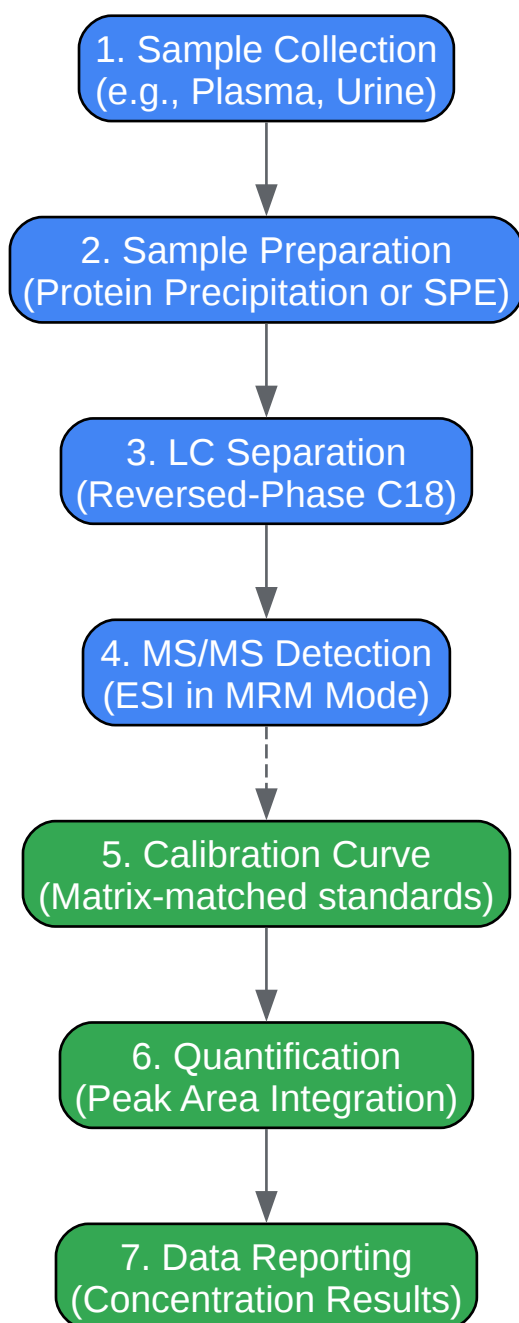 1. Sample Collection
(e.g., Plasma, Urine)
2. Sample Preparation
(Protein Precipitation or SPE)
3. LC Separation
(Reversed-Phase C18)
4. MS/MS Detection
(ESI in MRM Mode)
5. Calibration Curve
(Matrix-matched standards)
6. Quantification
(Peak Area Integration)
7. Data Reporting
(Concentration Results)